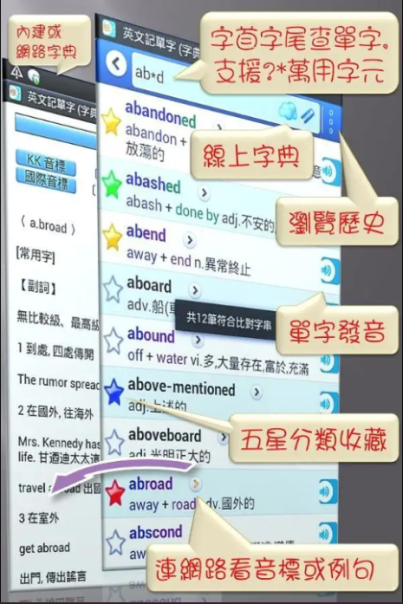 內建或
網路字典
英文記單字 (字典
KK 音標
國際音標
( a.broad )
[常用字]
【副詞】
無比較級、最高級
1 到處, 四處傳開
The rumor spread
2 在國外, 往海外
Mrs. Kennedy has
life. 甘迺迪太太
travel abroad 出國
3 在室外
get abroad
出門, 傳出謠言
英文記單字 (字典
ab*d
字首字尾查單字。
支援?*萬用字元
abandoned
abandon +
放蕩的
線上字典
abashed
abash + done by adj.不安的
瀏覽歷史
abend
away + end n.異常終止
aboard
adv.船(
共12筆符合比對字串
單字發音
abound
off + water vi.多,大量存在,富於,充滿
above-mentioned
adj.上述的
五星分類收藏
aboveboard
adj.光明正大的
abroad
away + road adv.國外的
abscond
連網路看音標或例句